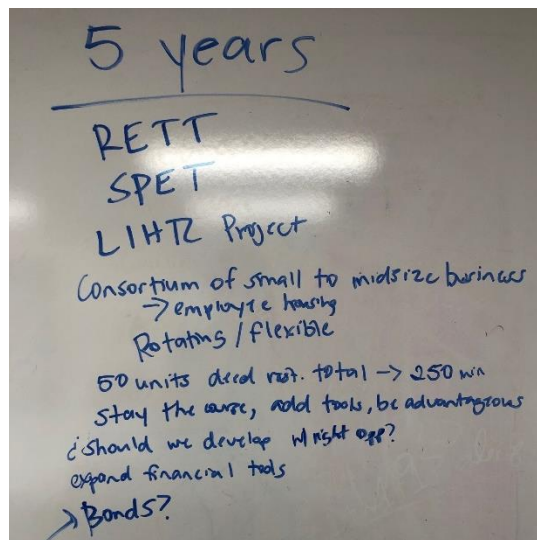 5 years
RETT
SPET
LIHTC Project
Consortium of small to midsize business
→ employee housing
Rotating / flexible
50 units deed rest. total → 250 min
Stay the course, add tools, be advantageous
¿Should we develop w/ right opp?
expand financial tools
→ Bonds?